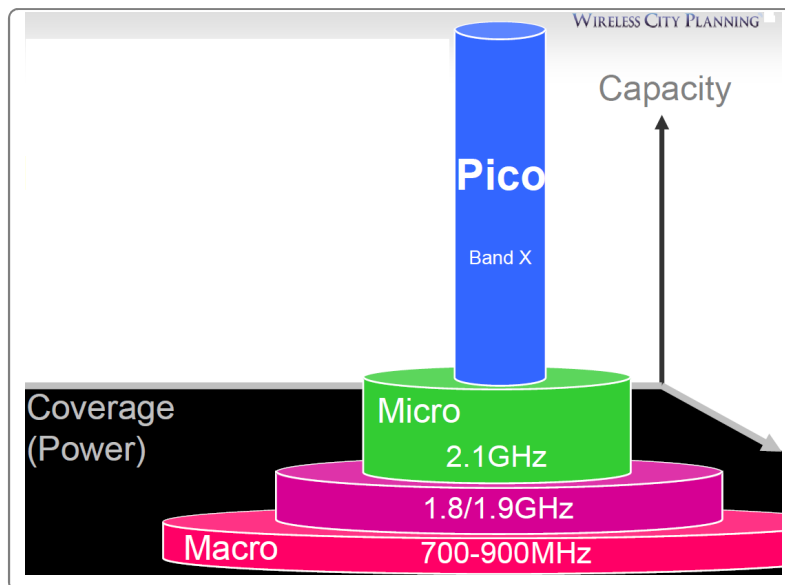 WIRELESS CITY PLANNING
Capacity
Pico
Band X
Coverage
(Power)
Micro
2.1GHz
1.8/1.9GHz
Macro 700-900MHz